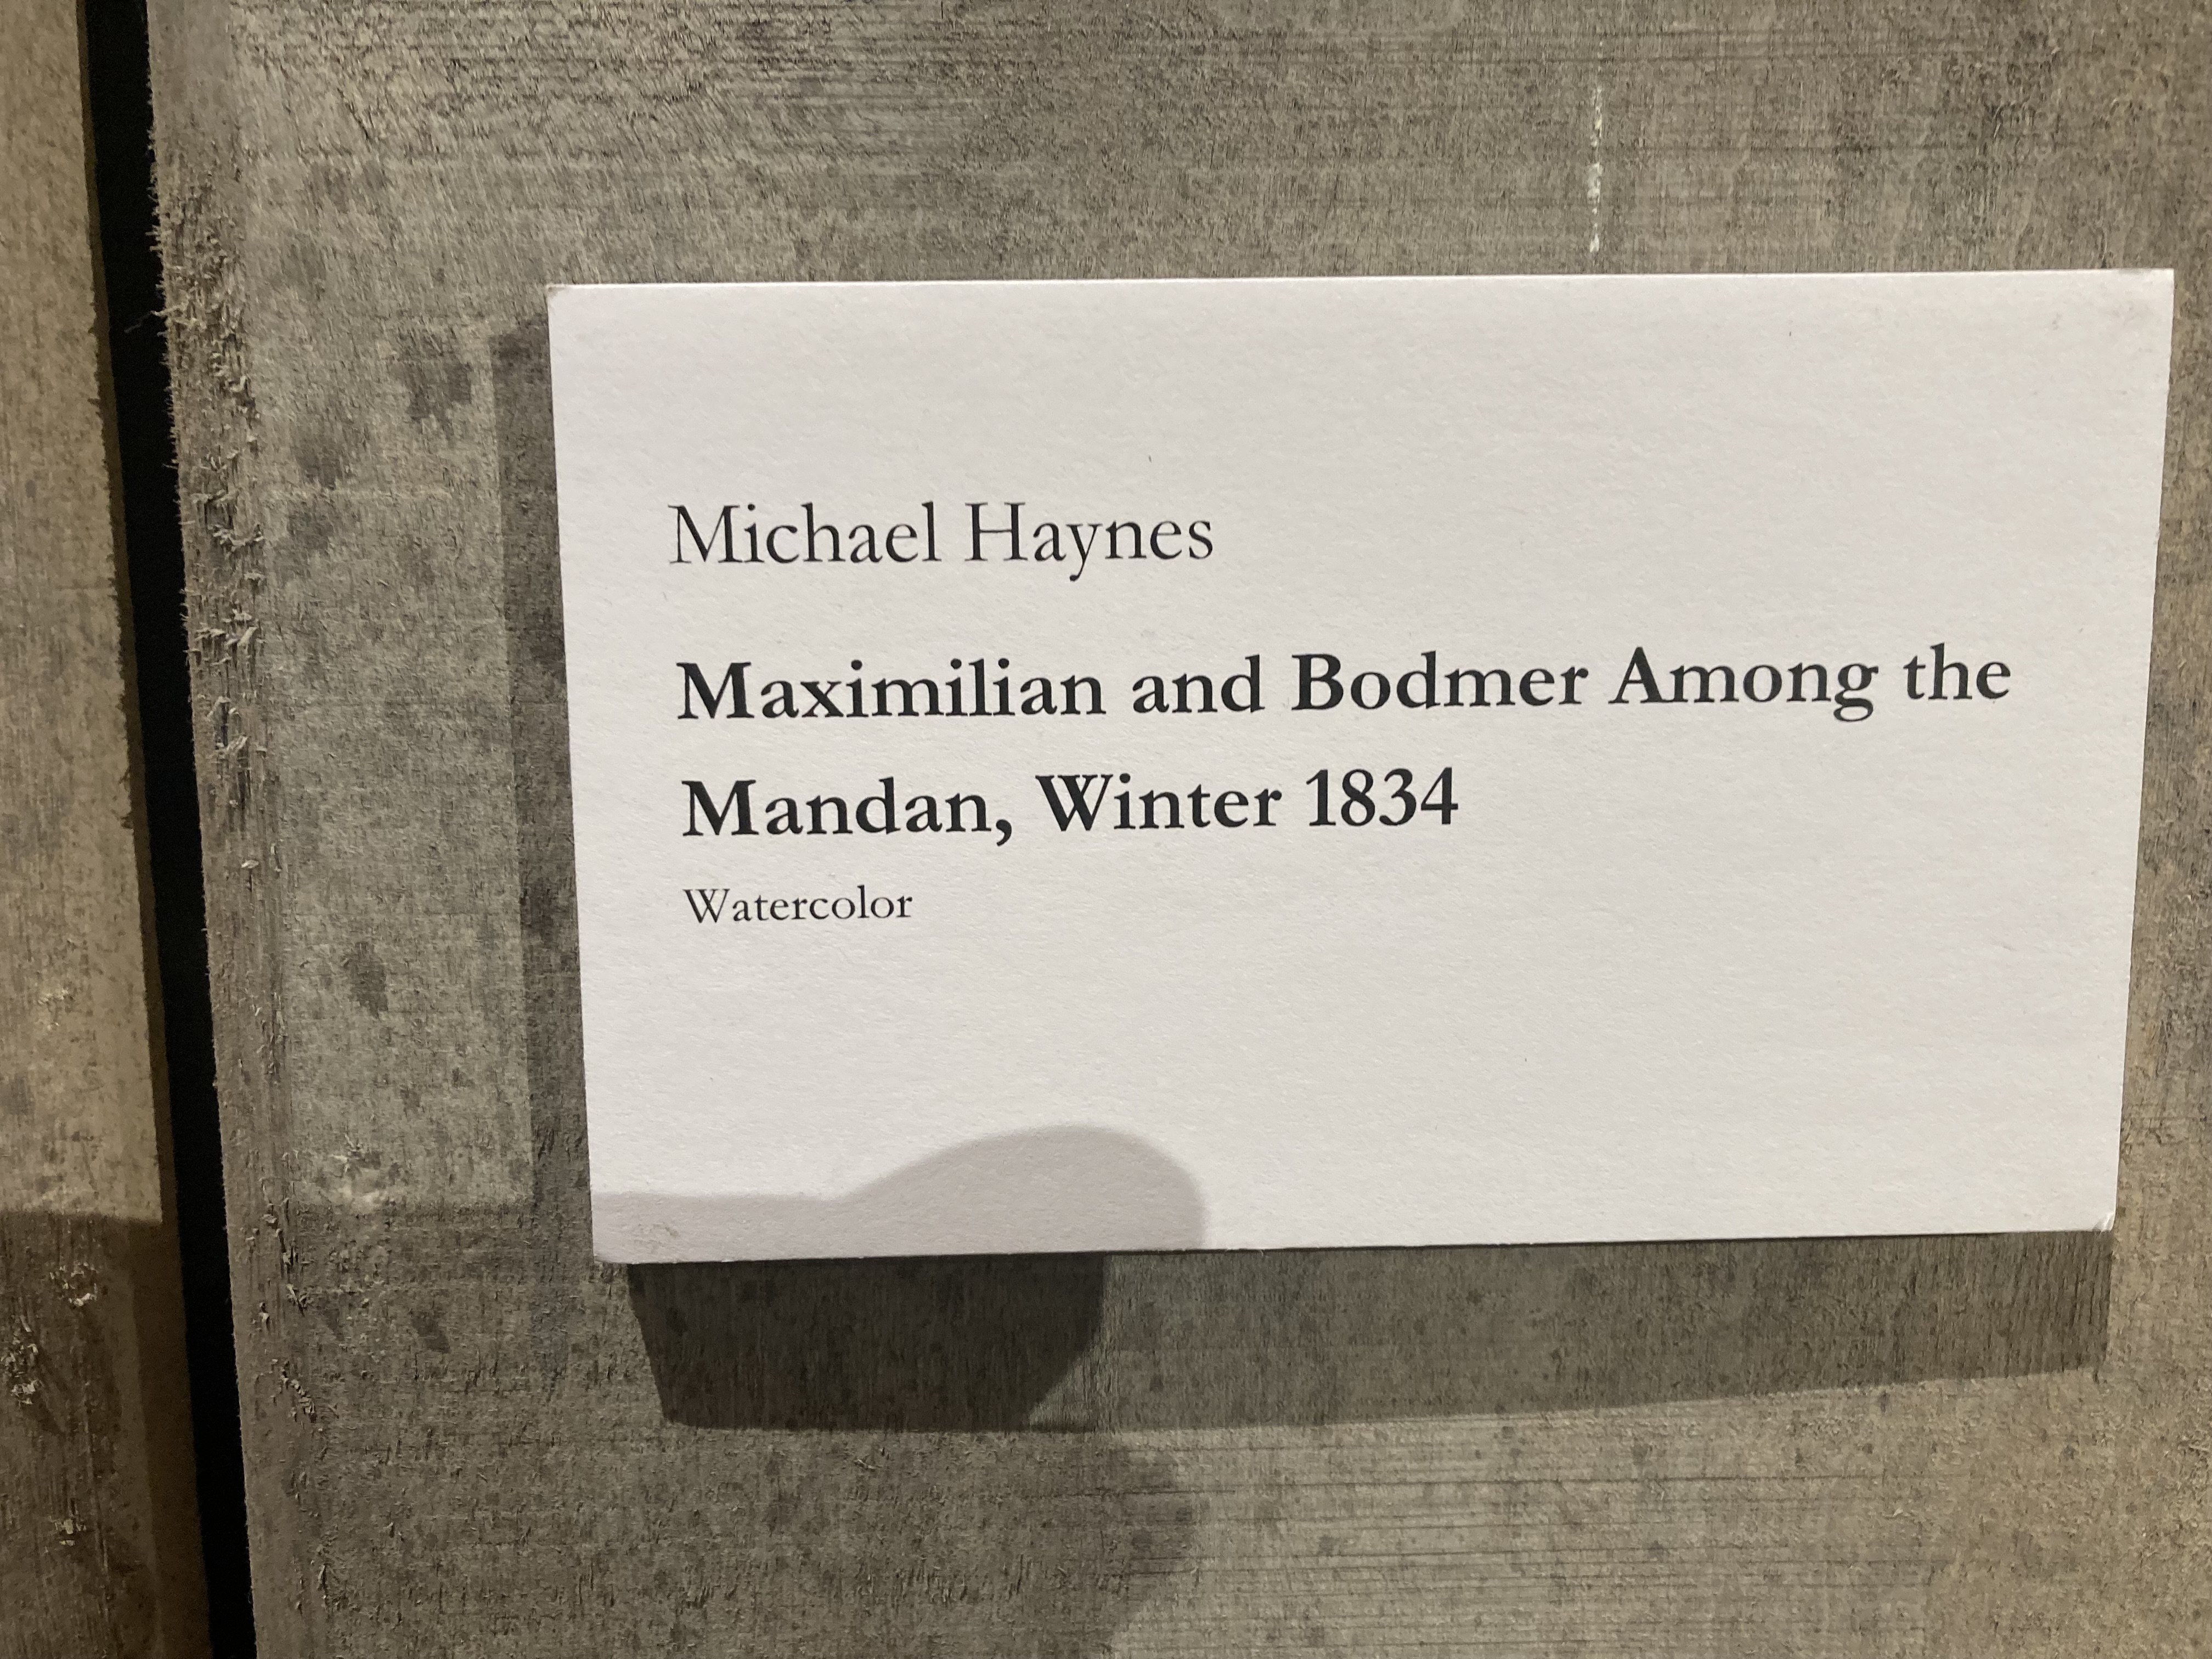 Michael Haynes
Maximilian and Bodmer Among the
Mandan, Winter 1834
Watercolor